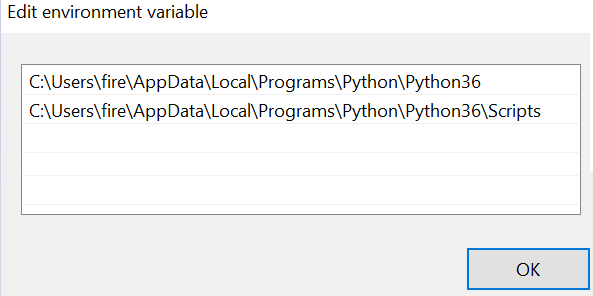 Edit environment variable
C:\Users\fire\AppData\Local\Programs\Python\Python36
C:\Users\fire\AppData\Local\Programs\Python\Python36\Scripts
OK